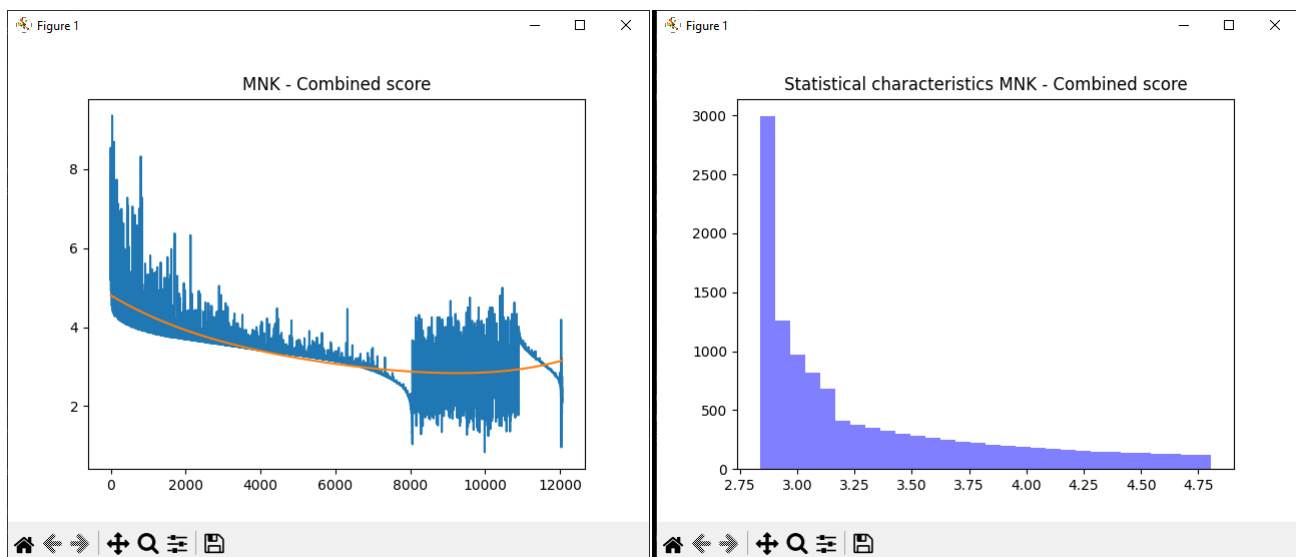 Figure 1
MNK - Combined score
8
6
4
2
0 2000 4000 6000 8000 10000 12000
Figure 1
Statistical characteristics MNK - Combined score
3000
2500
2000
1500
1000
500
0
2.75 3.00 3.25 3.50 3.75 4.00 4.25 4.50 4.75